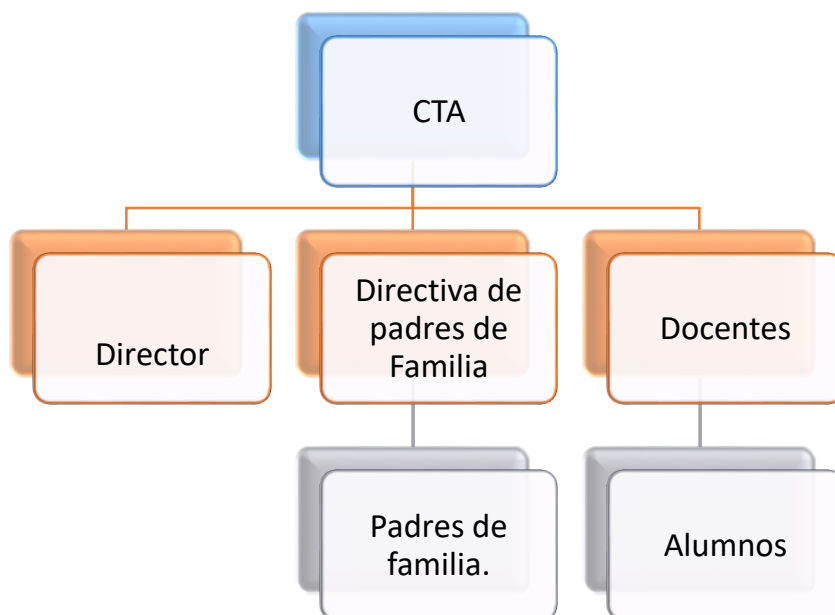 CTA
Director
Directiva de
padres de
Familia
Docentes
Padres de
familia.
Alumnos